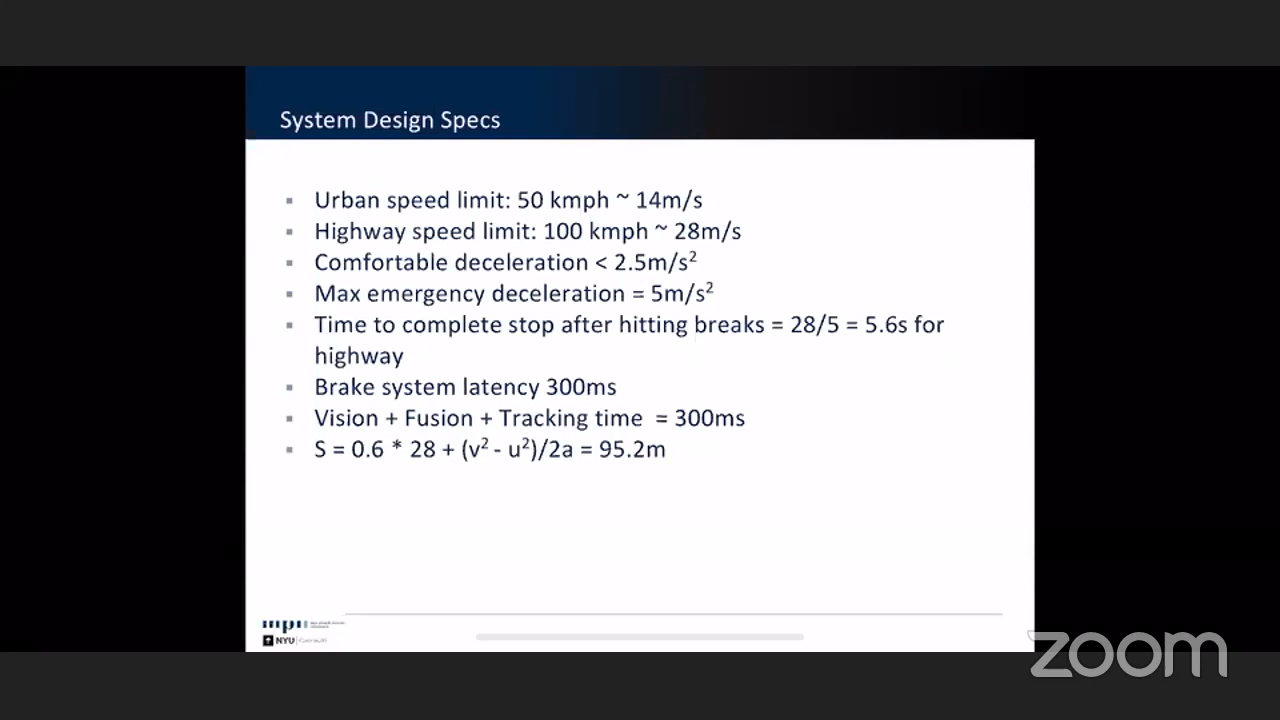 System Design Specs
Urban speed limit: 50 kmph ~ 14m/s
Highway speed limit: 100 kmph ~ 28m/s
Comfortable deceleration < 2.5m/s²
Max emergency deceleration = 5m/s²
Time to complete stop after hitting breaks = 28/5 = 5.6s for
highway
Brake system latency 300ms
Vision + Fusion + Tracking time = 300ms
S = 0.6 * 28 + (v² - u²)/2a = 95.2m
NYU
zoom